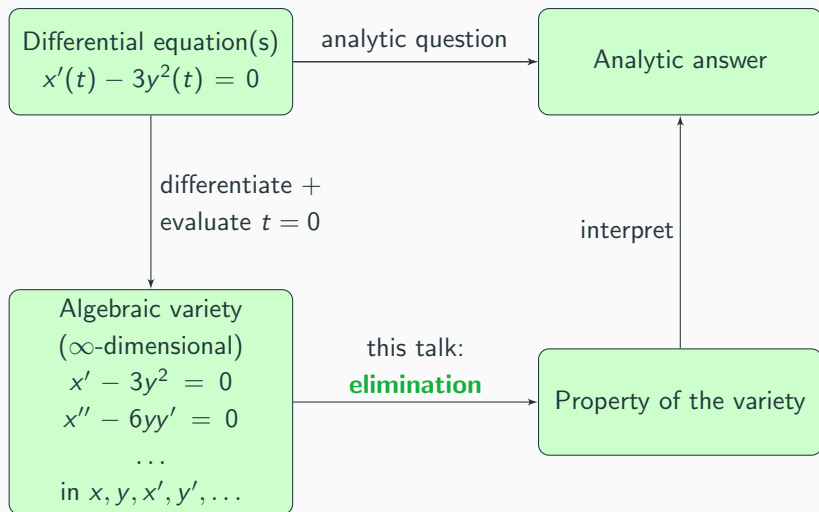 Differential equation(s)
x′(t) − 3y²(t) = 0
analytic question
Analytic answer
differentiate +
evaluate t = 0
interpret
Algebraic variety
(∞-dimensional)
x′ − 3y² = 0
x″ − 6yy′ = 0
…
in x, y, x′, y′, …
this talk:
elimination
Property of the variety